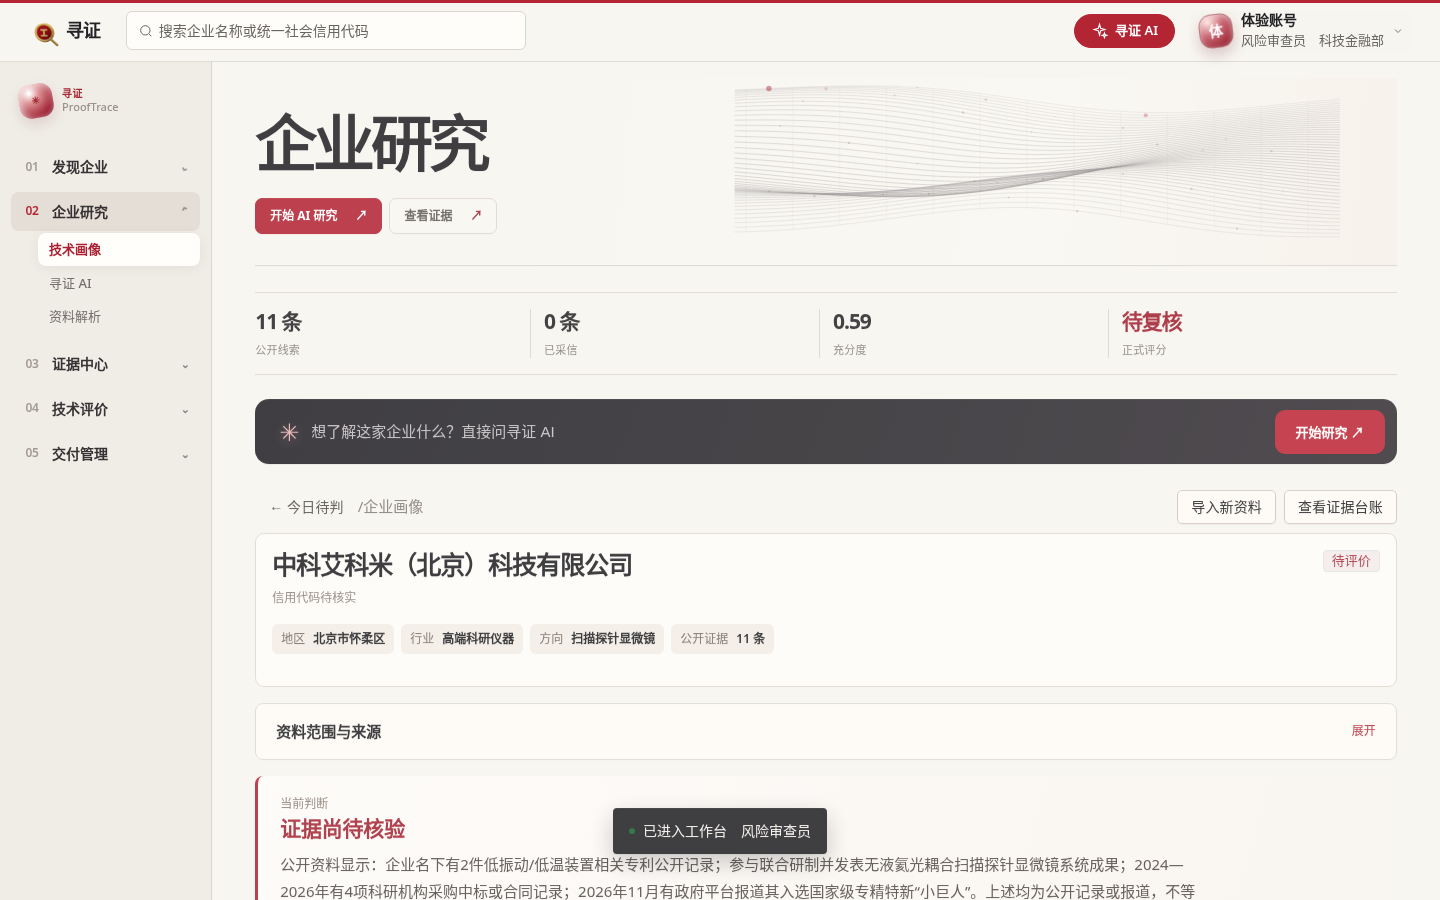 寻证
搜索企业名称或统一社会信用代码
寻证 AI
体
体验账号
风险审查员 科技金融部
寻证
ProofTrace
01 发现企业
02 企业研究
技术画像
寻证 AI
资料解析
03 证据中心
04 技术评价
05 交付管理
企业研究
开始 AI 研究 ↗
查看证据 ↗
11 条
公开线索
0 条
已采信
0.59
充分度
待复核
正式评分
想了解这家企业什么？直接问寻证 AI
开始研究 ↗
← 今日待判 /企业画像
导入新资料
查看证据台账
中科艾科米（北京）科技有限公司
待评价
信用代码待核实
地区 北京市怀柔区
行业 高端科研仪器
方向 扫描探针显微镜
公开证据 11 条
资料范围与来源
展开
当前判断
证据尚待核验
已进入工作台 风险审查员
公开资料显示：企业名下有2件低振动/低温装置相关专利公开记录；参与联合研制并发表无液氦光耦合扫描探针显微镜系统成果；2024—
2026年有4项科研机构采购中标或合同记录；2026年11月有政府平台报道其入选国家级专精特新“小巨人”。上述均为公开记录或报道，不等